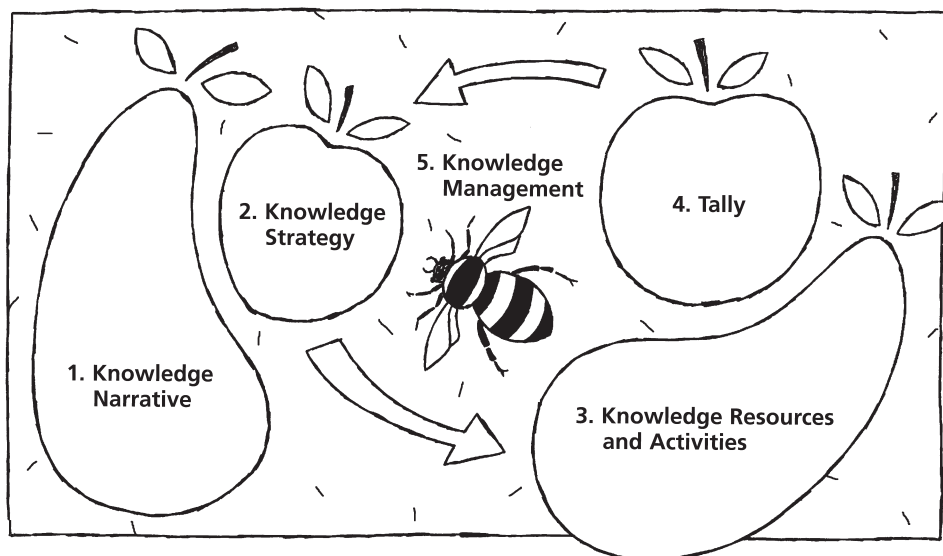 1. Knowledge
Narrative
2. Knowledge
Strategy
3. Knowledge Resources
and Activities
4. Tally
5. Knowledge
Management